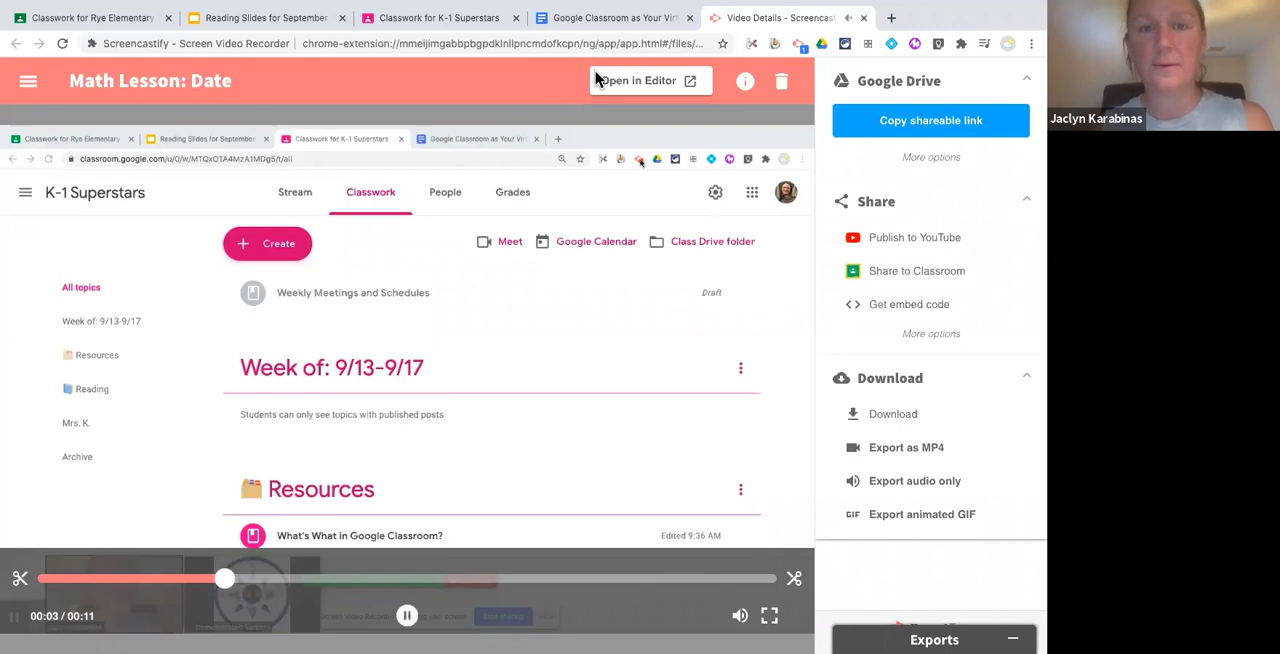 Classwork for Rye Elementary
Reading Slides for September
Classwork for K-1 Superstars
Google Classroom as Your Virt
Video Details - Screencast
Screencastify - Screen Video Recorder
chrome-extension://mmeijimgabbpbgpdklnllpncmdofkcpn/ng/app/app.html#/files/...
1
Math Lesson: Date
Open in Editor
Classwork for Rye Elementary
Reading Slides for September
Classwork for K-1 Superstars
Google Classroom as Your Virt
classroom.google.com/u/0/w/MTQxOTA4MzA1MDg5/t/all
K-1 Superstars
Stream
Classwork
People
Grades
Create
Meet
Google Calendar
Class Drive folder
All topics
Week of: 9/13-9/17
Resources
Reading
Mrs. K.
Archive
Weekly Meetings and Schedules
Draft
Week of: 9/13-9/17
Students can only see topics with published posts
Resources
What's What in Google Classroom?
Edited 9:36 AM
00:03 / 00:11
Google Drive
Copy shareable link
More options
Share
Publish to YouTube
Share to Classroom
Get embed code
More options
Download
Download
Export as MP4
Export audio only
GIF Export animated GIF
Exports
Jaclyn Karabinas